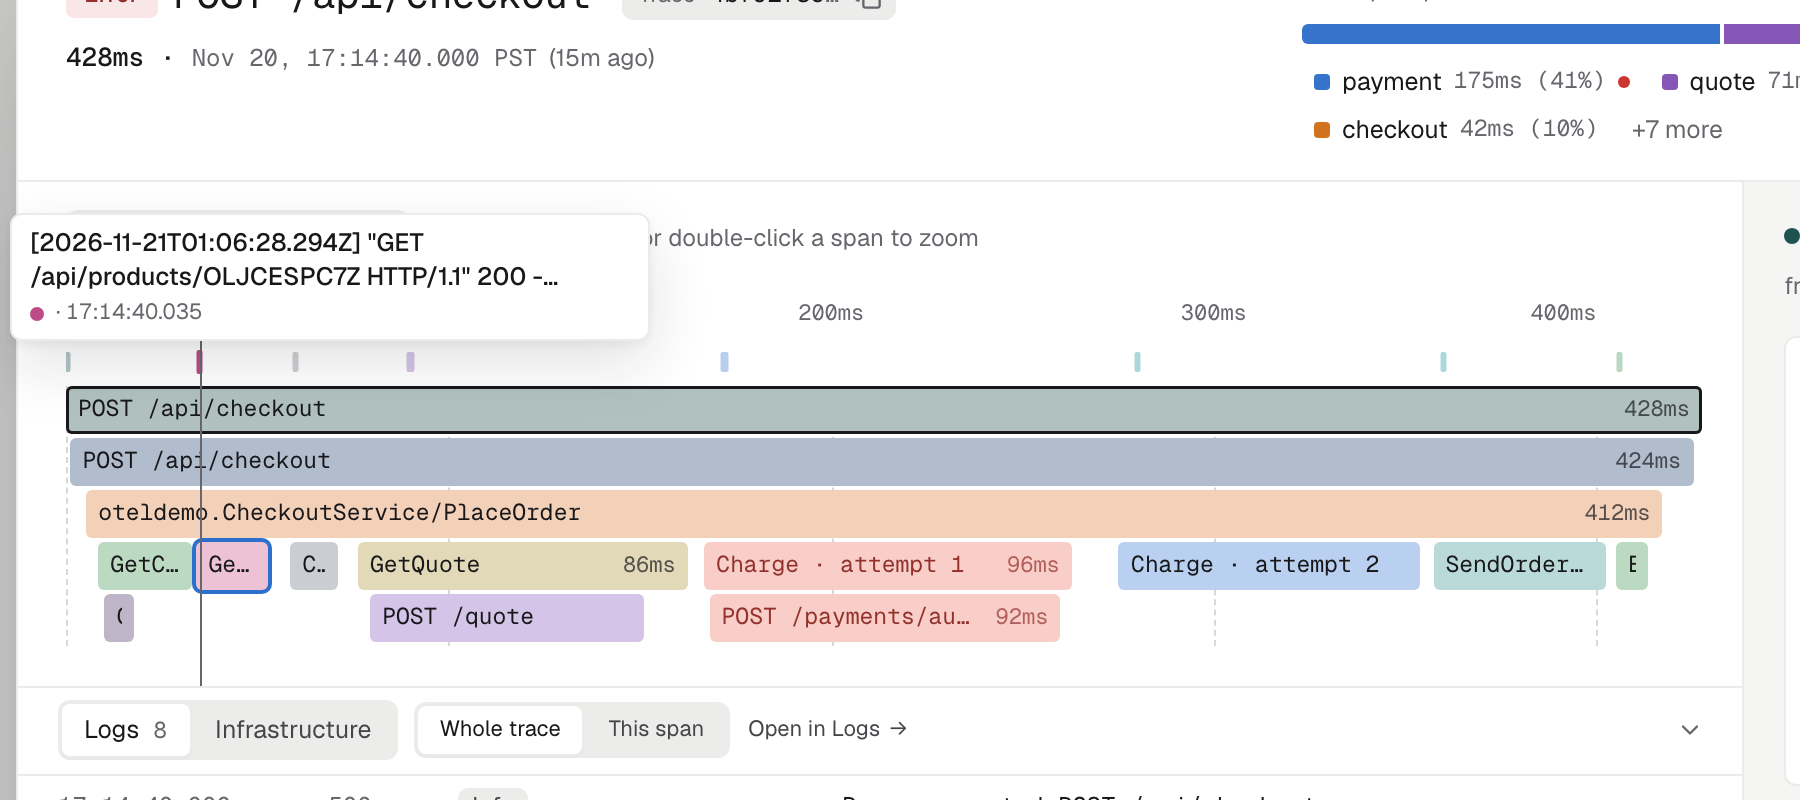 POST /api/checkout
428ms · Nov 20, 17:14:40.000 PST (15m ago)
payment 175ms (41%) quote
checkout 42ms (10%) +7 more
or double-click a span to zoom
[2026-11-21T01:06:28.294Z] "GET
/api/products/OLJCESPC7Z HTTP/1.1" 200 -…
· 17:14:40.035
200ms 300ms 400ms
POST /api/checkout 428ms
POST /api/checkout 424ms
oteldemo.CheckoutService/PlaceOrder 412ms
GetC… Ge… C… GetQuote 86ms Charge · attempt 1 96ms Charge · attempt 2 SendOrder…
POST /quote POST /payments/au… 92ms
Logs 8 Infrastructure Whole trace This span Open in Logs →